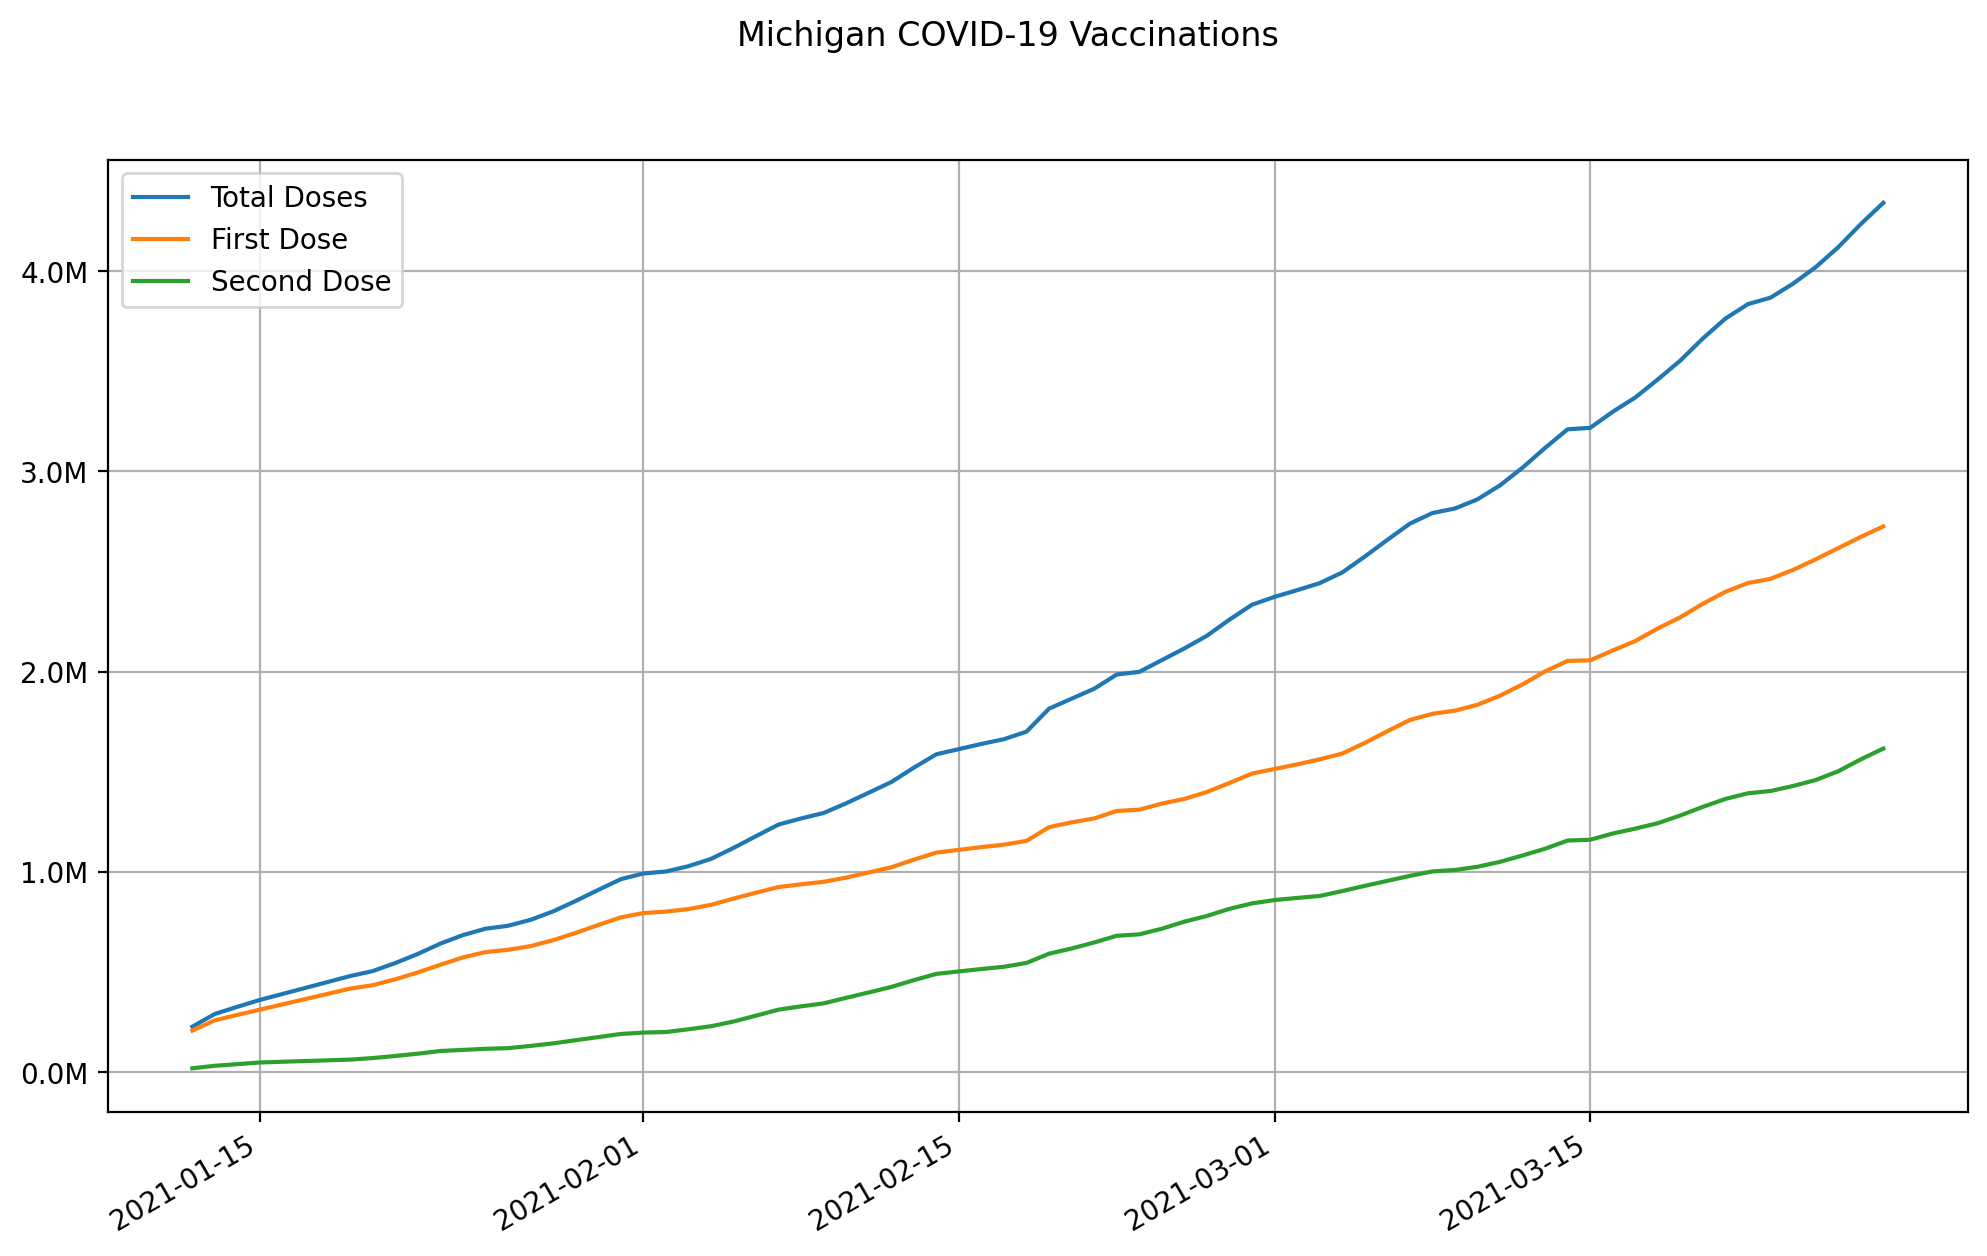 Michigan COVID-19 Vaccinations
Total Doses
First Dose
Second Dose
4.0M
3.0M
2.0M
1.0M
0.0M
2021-01-15
2021-02-01
2021-02-15
2021-03-01
2021-03-15